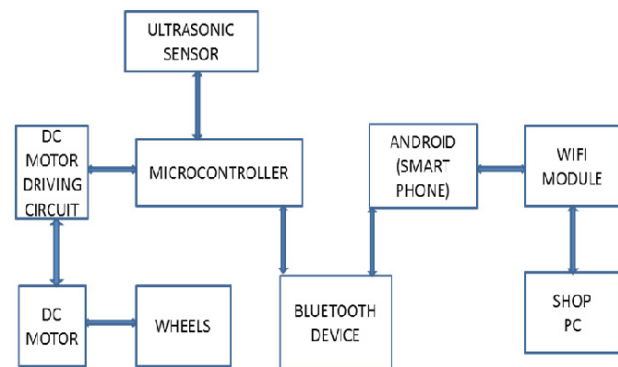 ULTRASONIC
SENSOR
DC
MOTOR
DRIVING
CIRCUIT
MICROCONTROLLER
ANDROID
(SMART
PHONE)
WIFI
MODULE
DC
MOTOR
WHEELS
BLUETOOTH
DEVICE
SHOP
PC